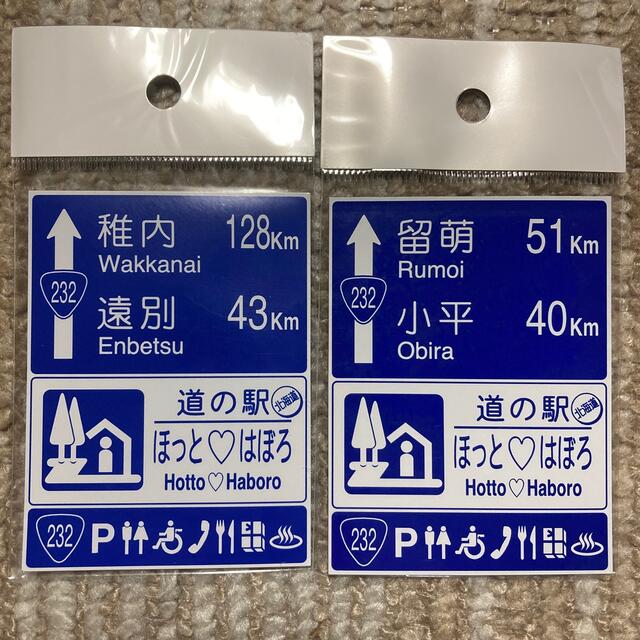 稚内 128Km
Wakkanai
232
遠別 43Km
Enbetsu
道の駅 北海道
ほっと♡はぼろ
Hotto♡Haboro
232 P
留萌 51Km
Rumoi
232
小平 40Km
Obira
道の駅 北海道
ほっと♡はぼろ
Hotto♡Haboro
232 P